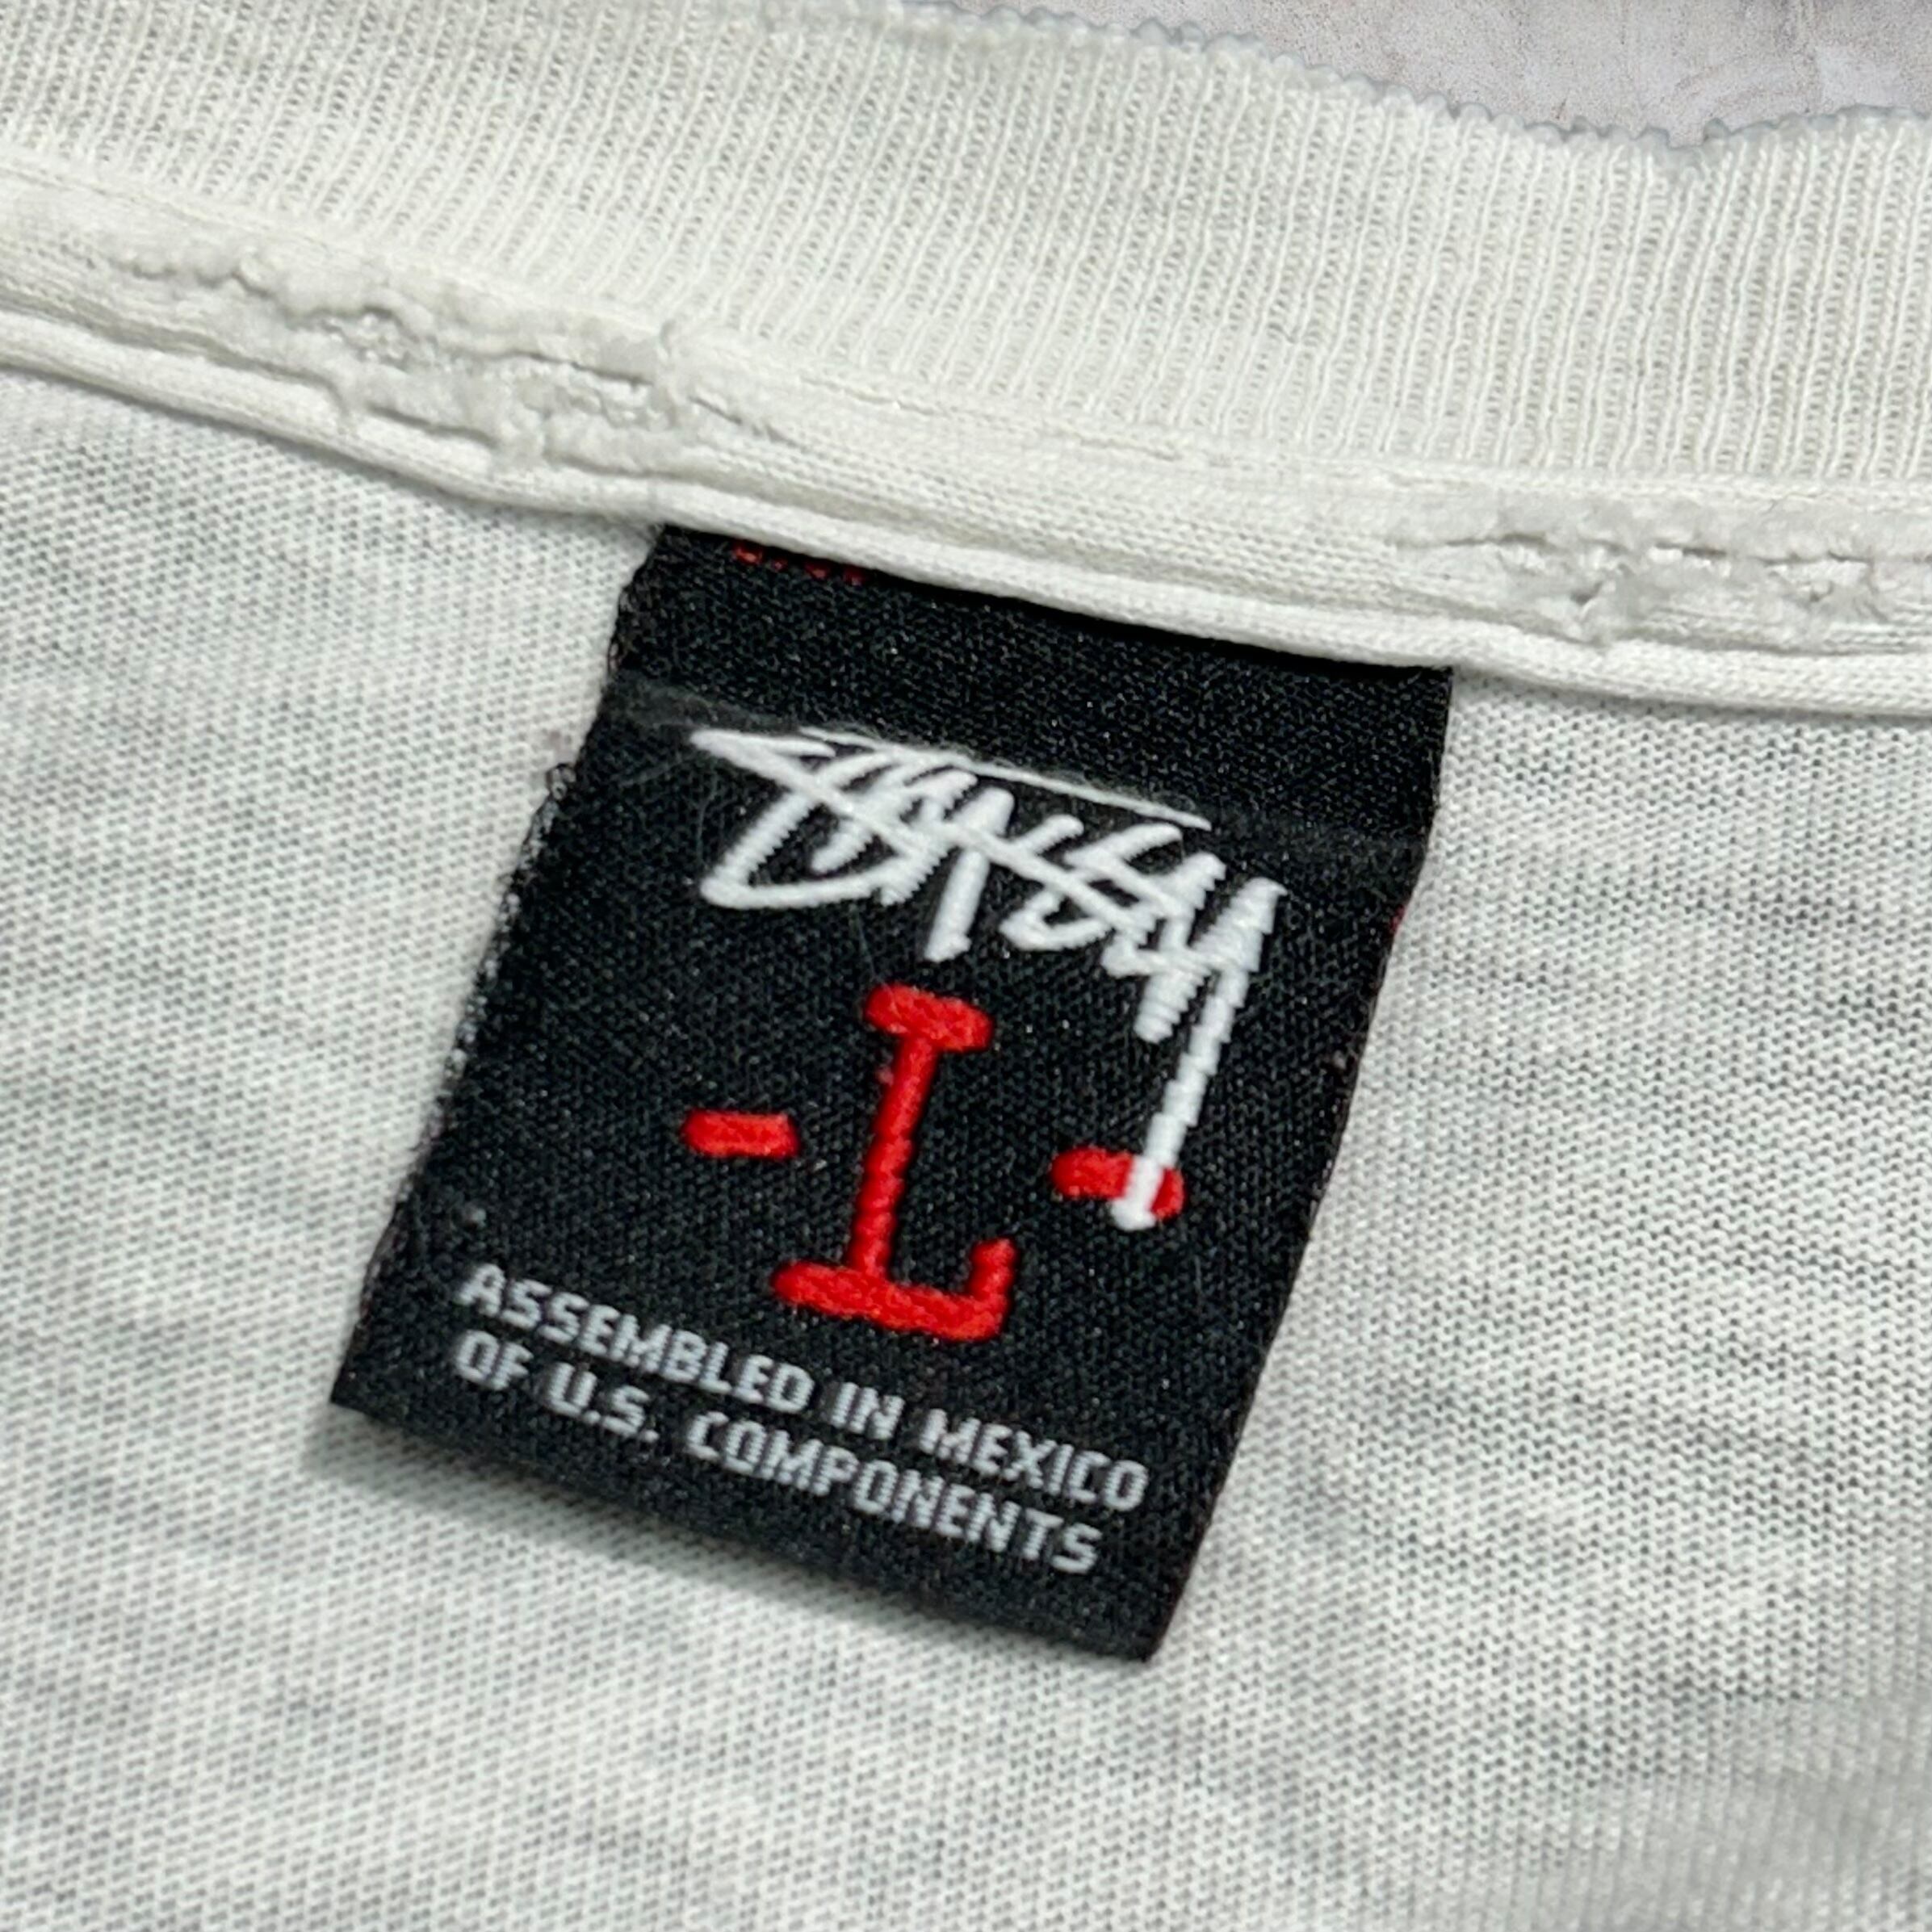 STUSSY
-L-
ASSEMBLED IN MEXICO
OF U.S. COMPONENTS